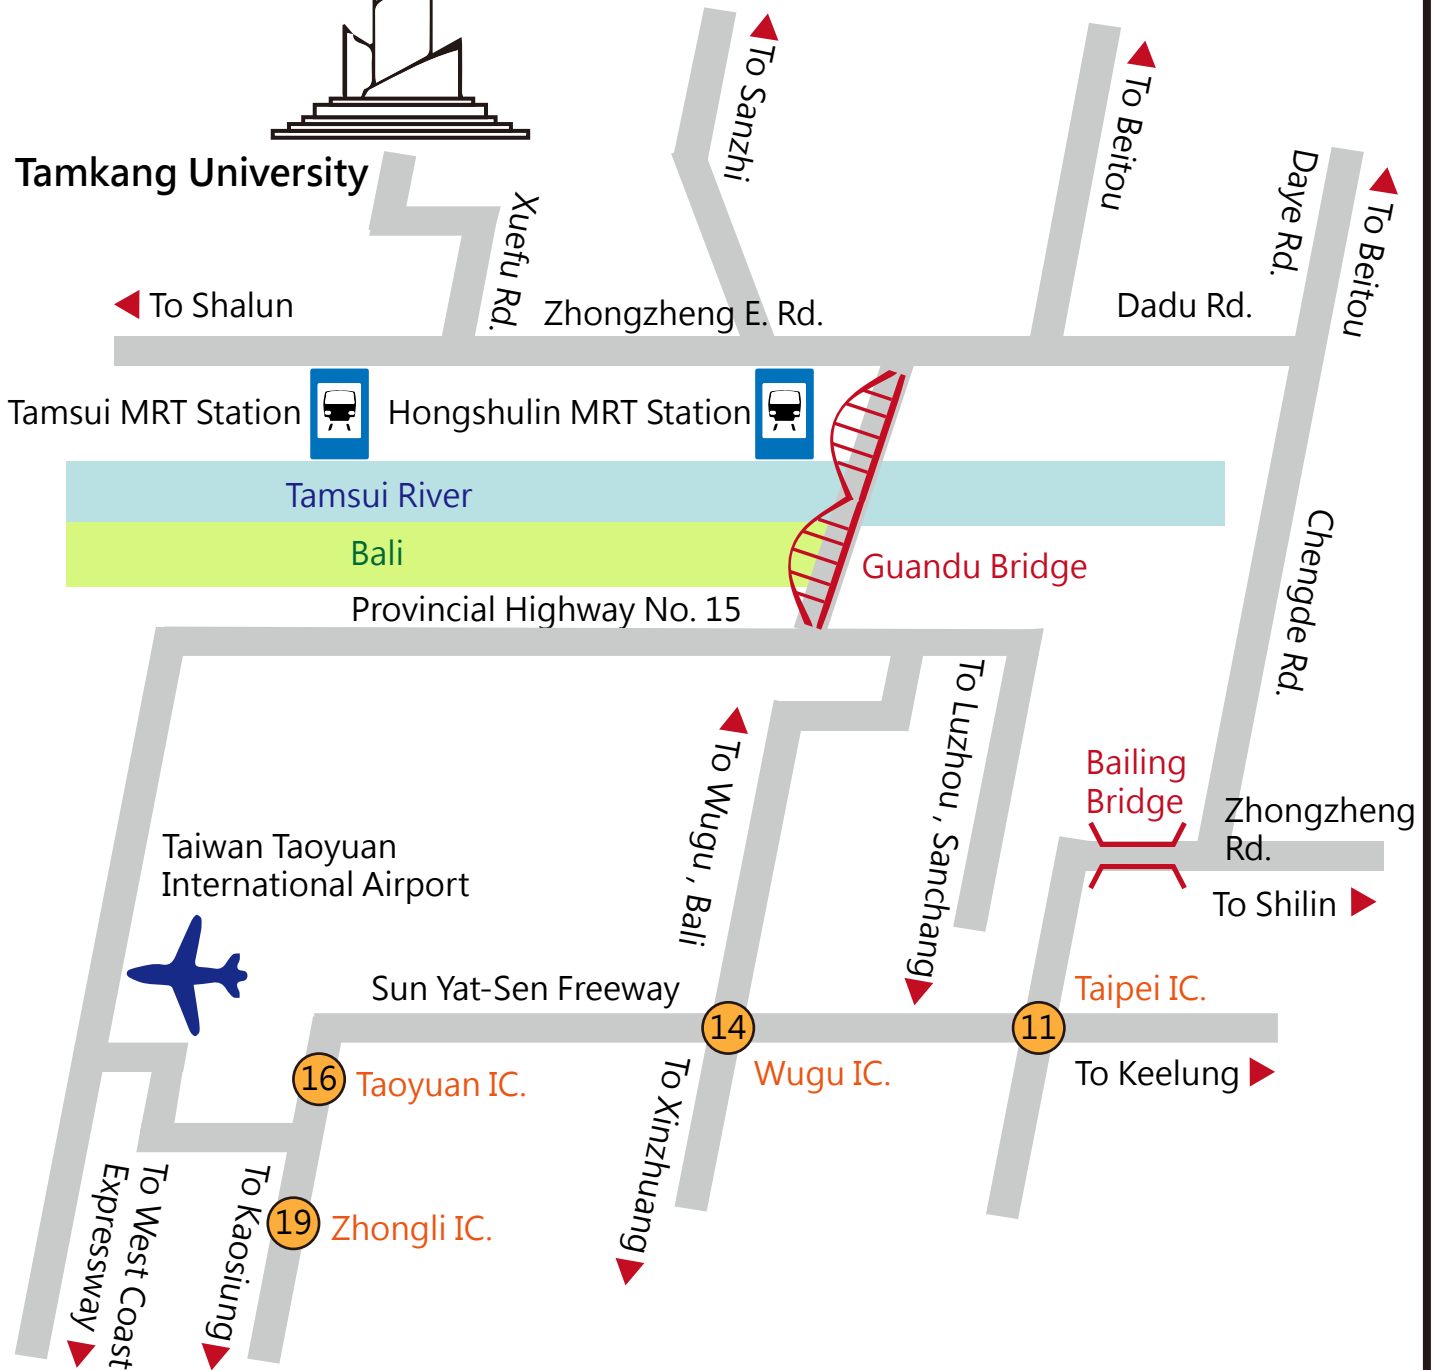 To Sanzhi
To Beitou
Tamkang University
Daye Rd.
To Beitou
Xuefu Rd.
To Shalun
Zhongzheng E. Rd.
Dadu Rd.
Tamsui MRT Station
Hongshulin MRT Station
Tamsui River
Bali
Guandu Bridge
Chengde Rd.
Provincial Highway No. 15
To Luzhou , Sanchang
To Wugu , Bali
Bailing
Bridge
Zhongzheng
Rd.
To Shilin
Taiwan Taoyuan
International Airport
Sun Yat-Sen Freeway
14
Wugu IC.
11
Taipei IC.
To Keelung
16
Taoyuan IC.
To Xinzhuang
To West Coast
Expressway
To Kaosiung
19
Zhongli IC.